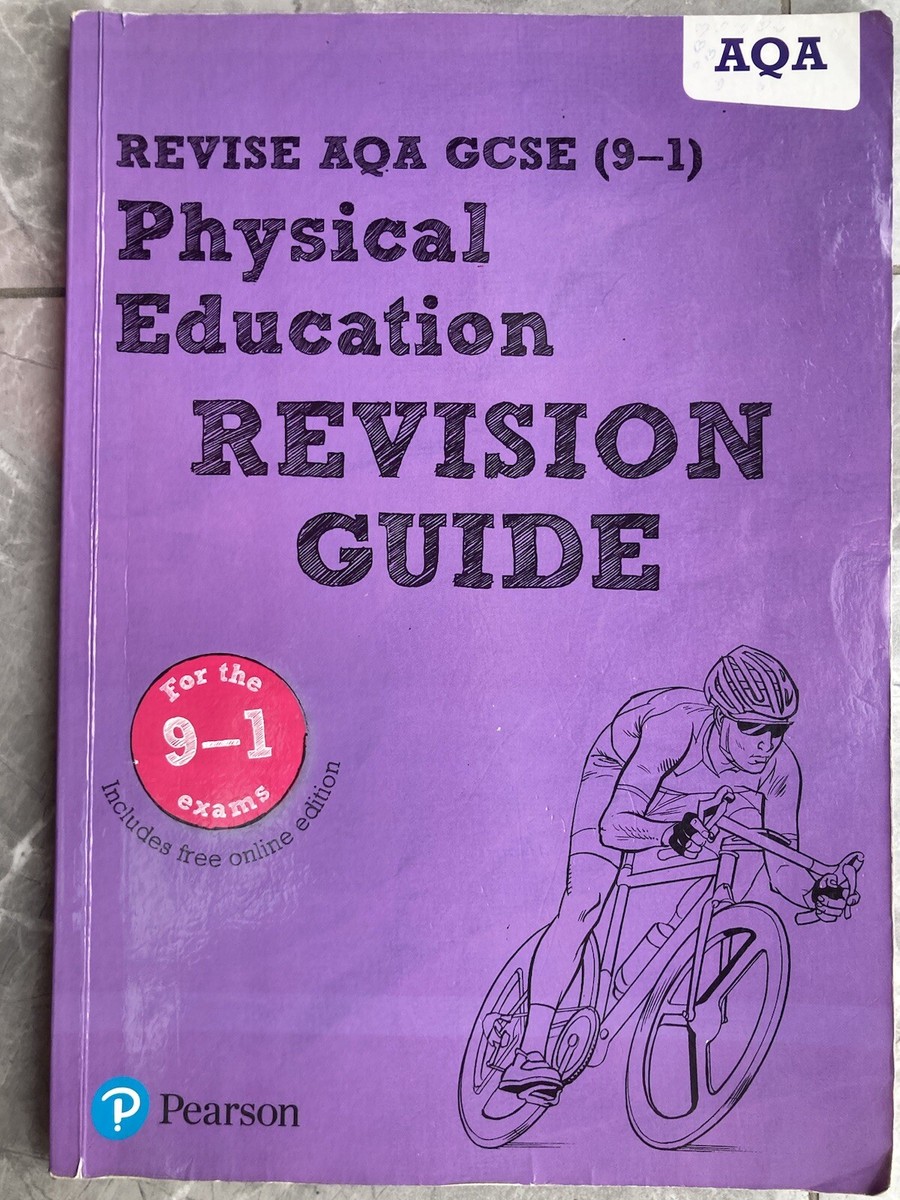 AQA
REVISE AQA GCSE (9–1)
Physical
Education
REVISION
GUIDE
For the
9–1
exams
Includes free online edition
Pearson